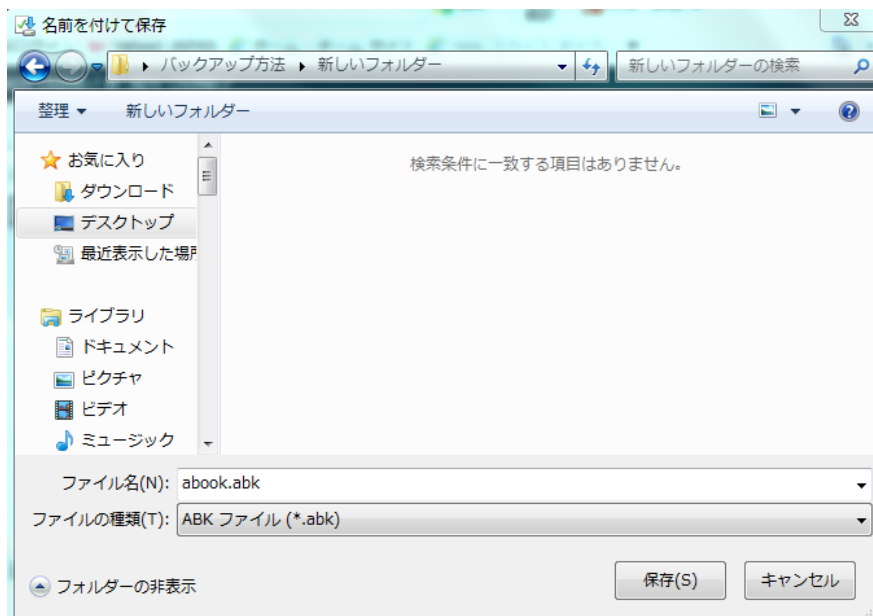 名前を付けて保存
バックアップ方法 ▸ 新しいフォルダー
新しいフォルダーの検索
整理 ▼ 新しいフォルダー
お気に入り
ダウンロード
デスクトップ
最近表示した場所
ライブラリ
ドキュメント
ピクチャ
ビデオ
ミュージック
検索条件に一致する項目はありません。
ファイル名(N): abook.abk
ファイルの種類(T): ABK ファイル (*.abk)
フォルダーの非表示
保存(S) キャンセル